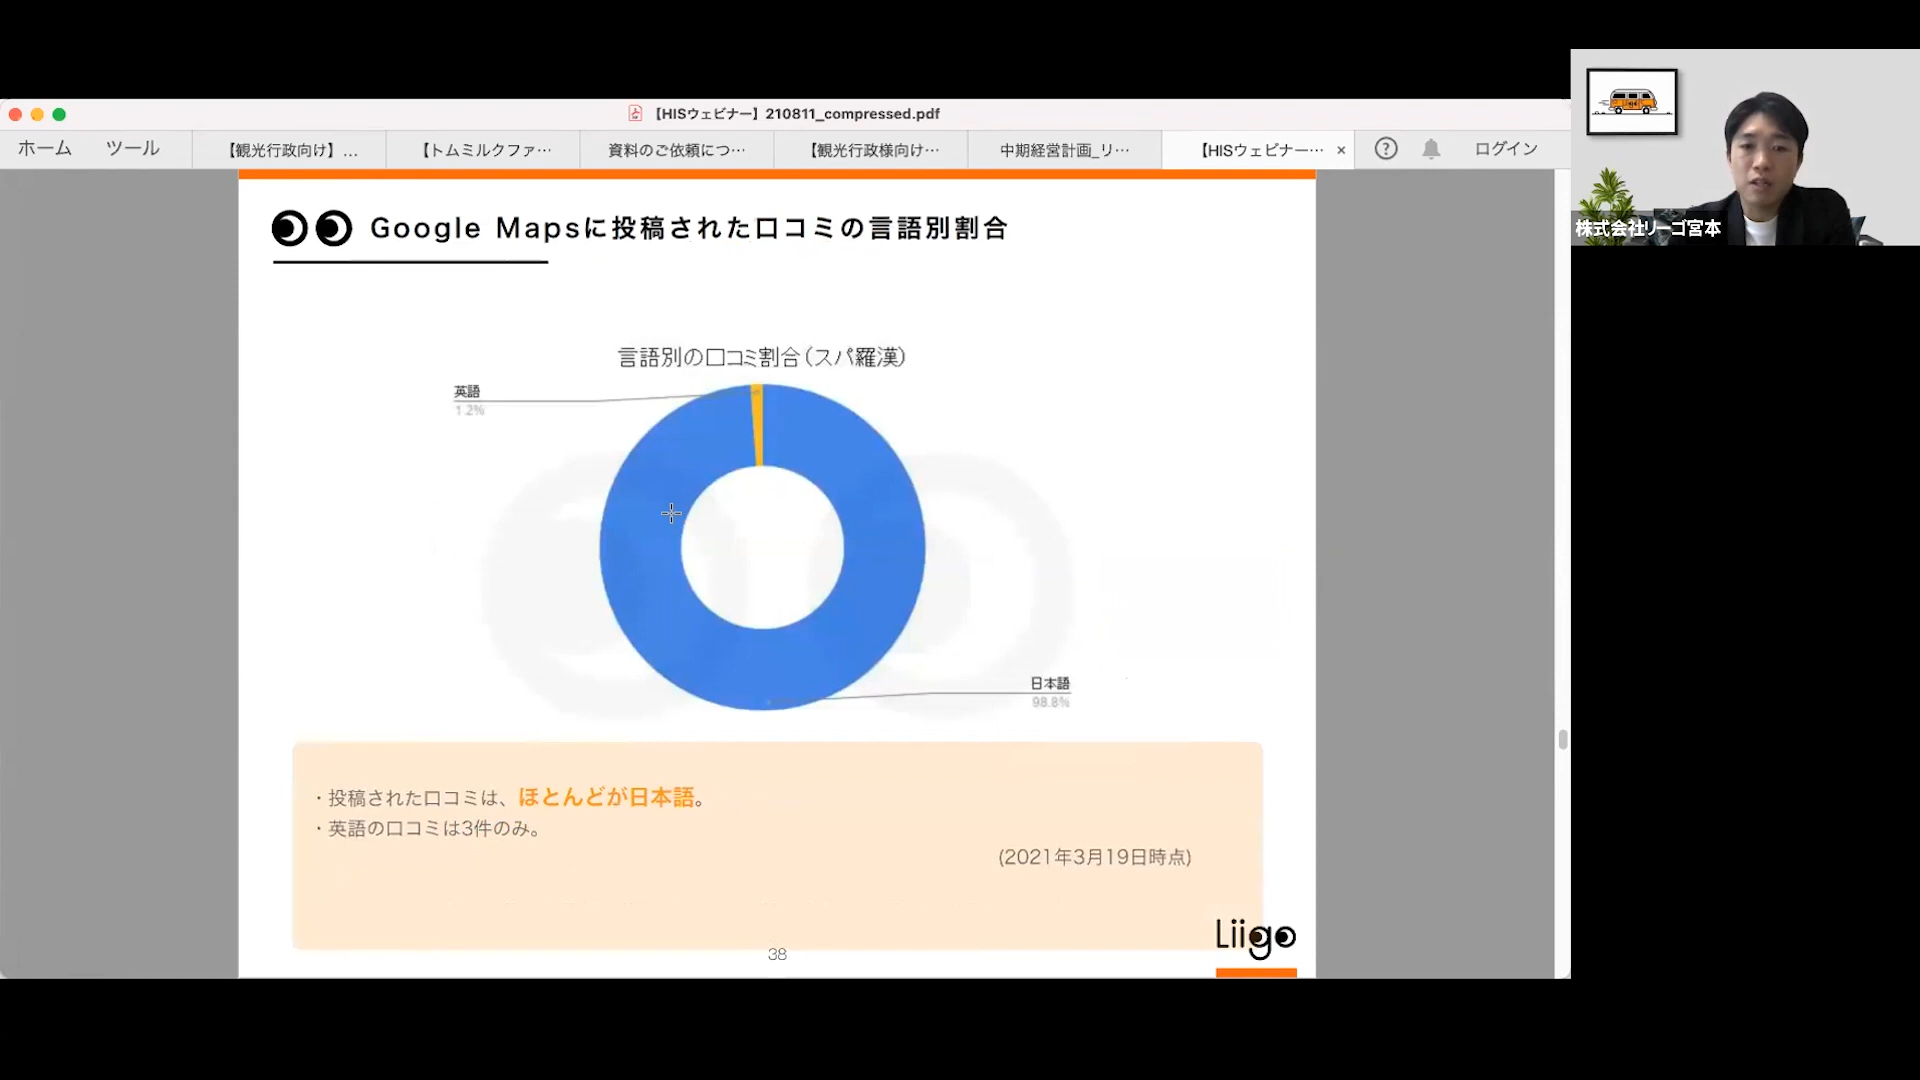 【HISウェビナー】210811_compressed.pdf
ホーム ツール 【観光行政向け】... 【トムミルクファ… 資料のご依頼につ… 【観光行政様向け… 中期経営計画_リ… 【HISウェビナー… × ? ログイン
Google Mapsに投稿された口コミの言語別割合
言語別の口コミ割合（スパ羅漢）
英語
1.2%
日本語
98.8%
・投稿された口コミは、ほとんどが日本語。
・英語の口コミは3件のみ。
(2021年3月19日時点)
Liigo
38
株式会社リーゴ宮本